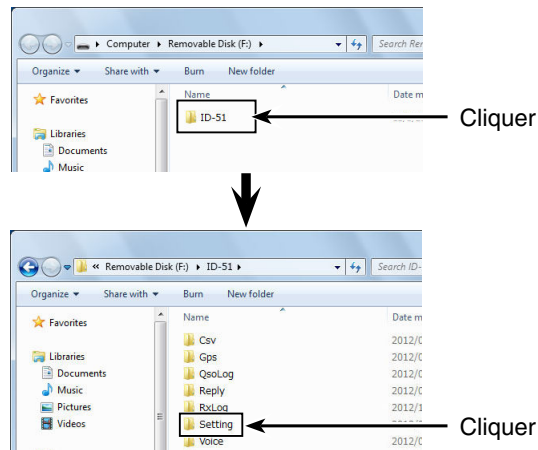 Computer Removable Disk (F:) Search Rer
Organize Share with Burn New folder
Favorites
Name Date m
ID-51
Cliquer
Libraries
Documents
Music
« Removable Disk (F:) ID-51 Search ID-
Organize Share with Burn New folder
Favorites
Name Date m
Csv 2012/0
Libraries
Gps 2012/0
Documents
QsoLog 2012/0
Music
Reply 2012/0
Pictures
RxLog 2012/1
Videos
Setting
Cliquer
Voice 2012/0